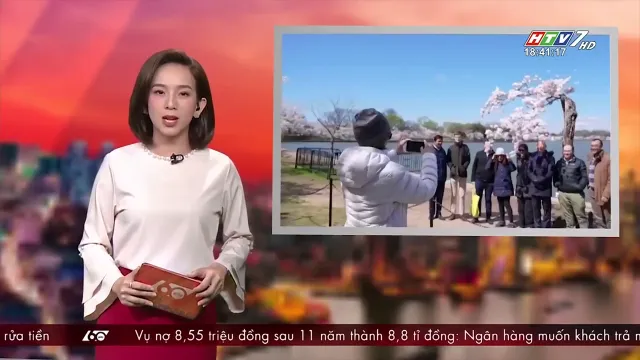 HTV7 HD
18:41:17
rửa tiền 60 Vụ nợ 8,55 triệu đồng sau 11 năm thành 8,8 tỉ đồng: Ngân hàng muốn khách trả n